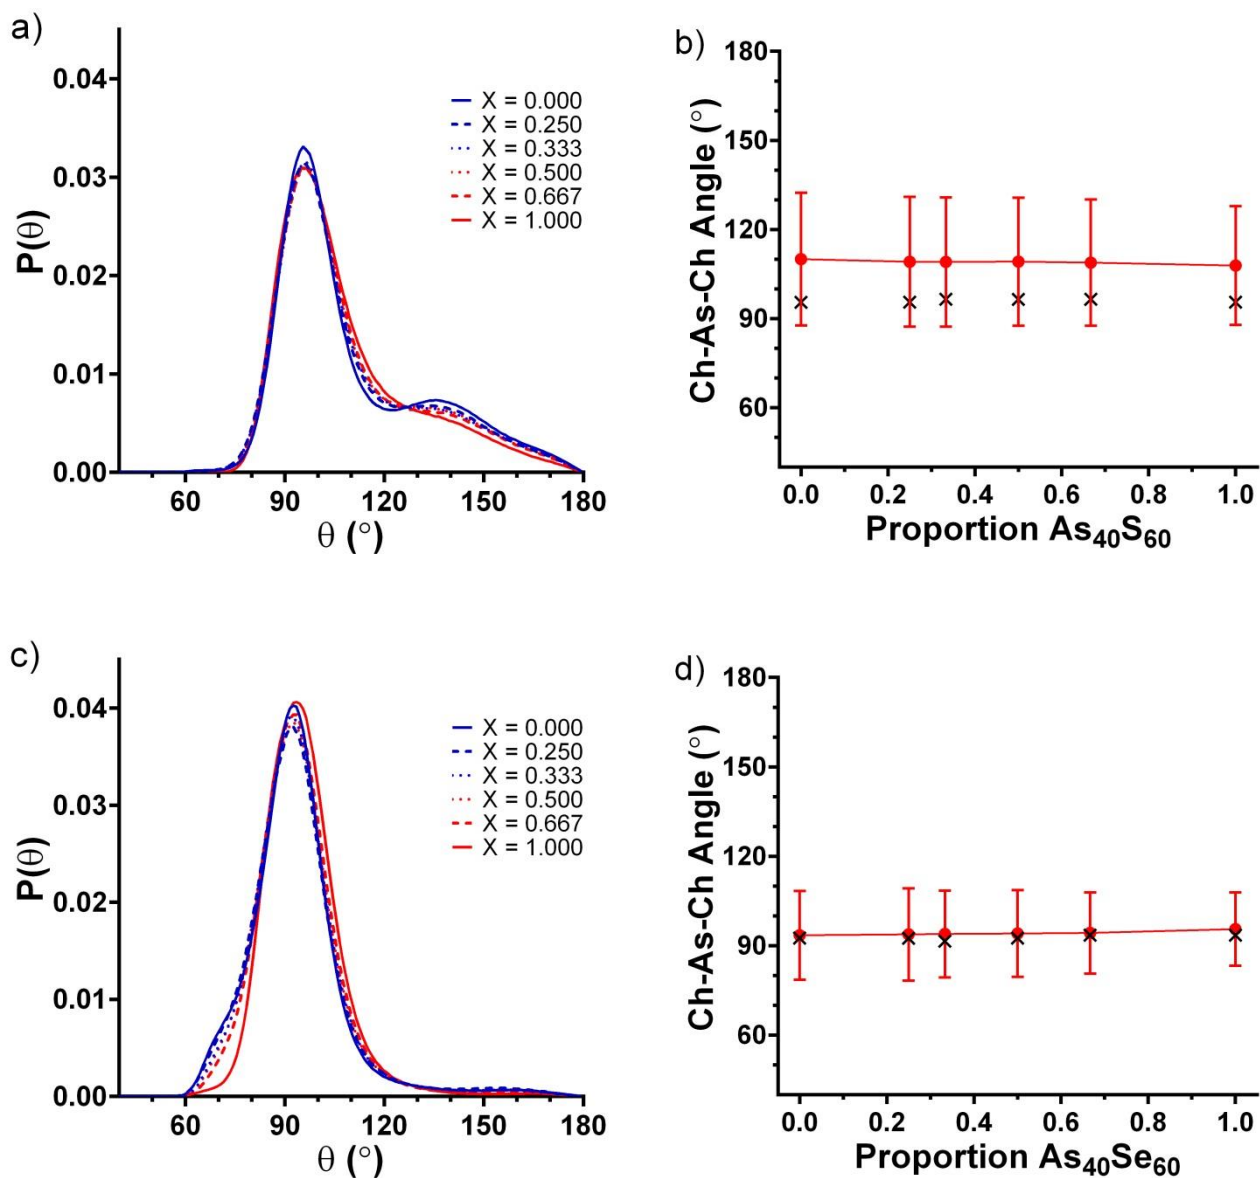 a)
P(θ)
0.04
0.03
0.02
0.01
0.00
60 90 120 150 180
θ (°)
X = 0.000
X = 0.250
X = 0.333
X = 0.500
X = 0.667
X = 1.000
b)
Ch-As-Ch Angle (°)
180
150
120
90
60
0.0 0.2 0.4 0.6 0.8 1.0
Proportion As₄₀S₆₀
c)
P(θ)
0.04
0.03
0.02
0.01
0.00
60 90 120 150 180
θ (°)
X = 0.000
X = 0.250
X = 0.333
X = 0.500
X = 0.667
X = 1.000
d)
Ch-As-Ch Angle (°)
180
150
120
90
60
0.0 0.2 0.4 0.6 0.8 1.0
Proportion As₄₀Se₆₀